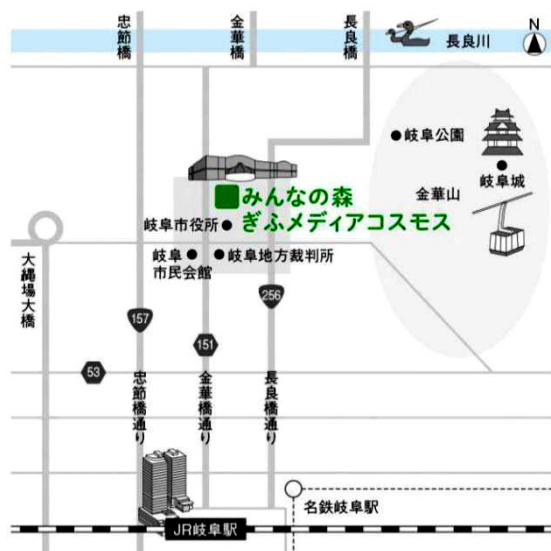 忠節橋
金華橋
長良橋
長良川
N
岐阜公園
岐阜城
金華山
みんなの森
ぎふメディアコスモス
岐阜市役所
岐阜
市民会館
岐阜地方裁判所
大縄場大橋
256
157
151
53
忠節橋通り
金華橋通り
長良橋通り
名鉄岐阜駅
JR岐阜駅